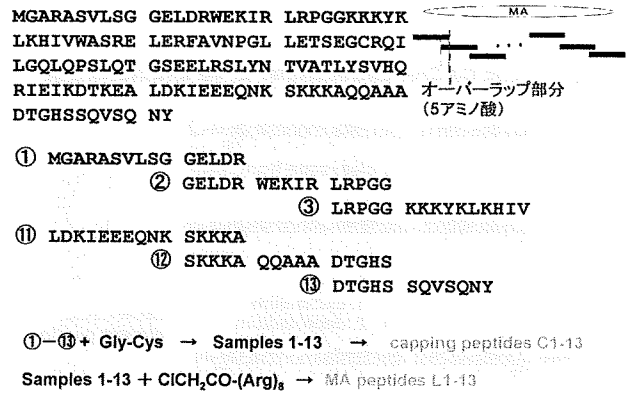 MGARASVLSG GELDRWEKIR LRPGGKKKYK
LKHIVWASRE LERFAVNPGL LETSEGCRQI
LGQLQPSLQT GSEELRSLYN TVATLYSVHQ
RIEIKDTKEA LDKIEEEQNK SKKKAQQAAA
DTGHSSQVSQ NY
MA
...
オーバーラップ部分
(5アミノ酸)
① MGARASVLSG GELDR
② GELDR WEKIR LRPGG
③ LRPGG KKKYKLKHIV
⑪ LDKIEEEQNK SKKKA
⑫ SKKKA QQAAA DTGHS
⑬ DTGHS SQVSQNY
①－⑬ + Gly-Cys → Samples 1-13 → capping peptides C1-13
Samples 1-13 + ClCH₂CO-(Arg)₈ → MA peptides L1-13